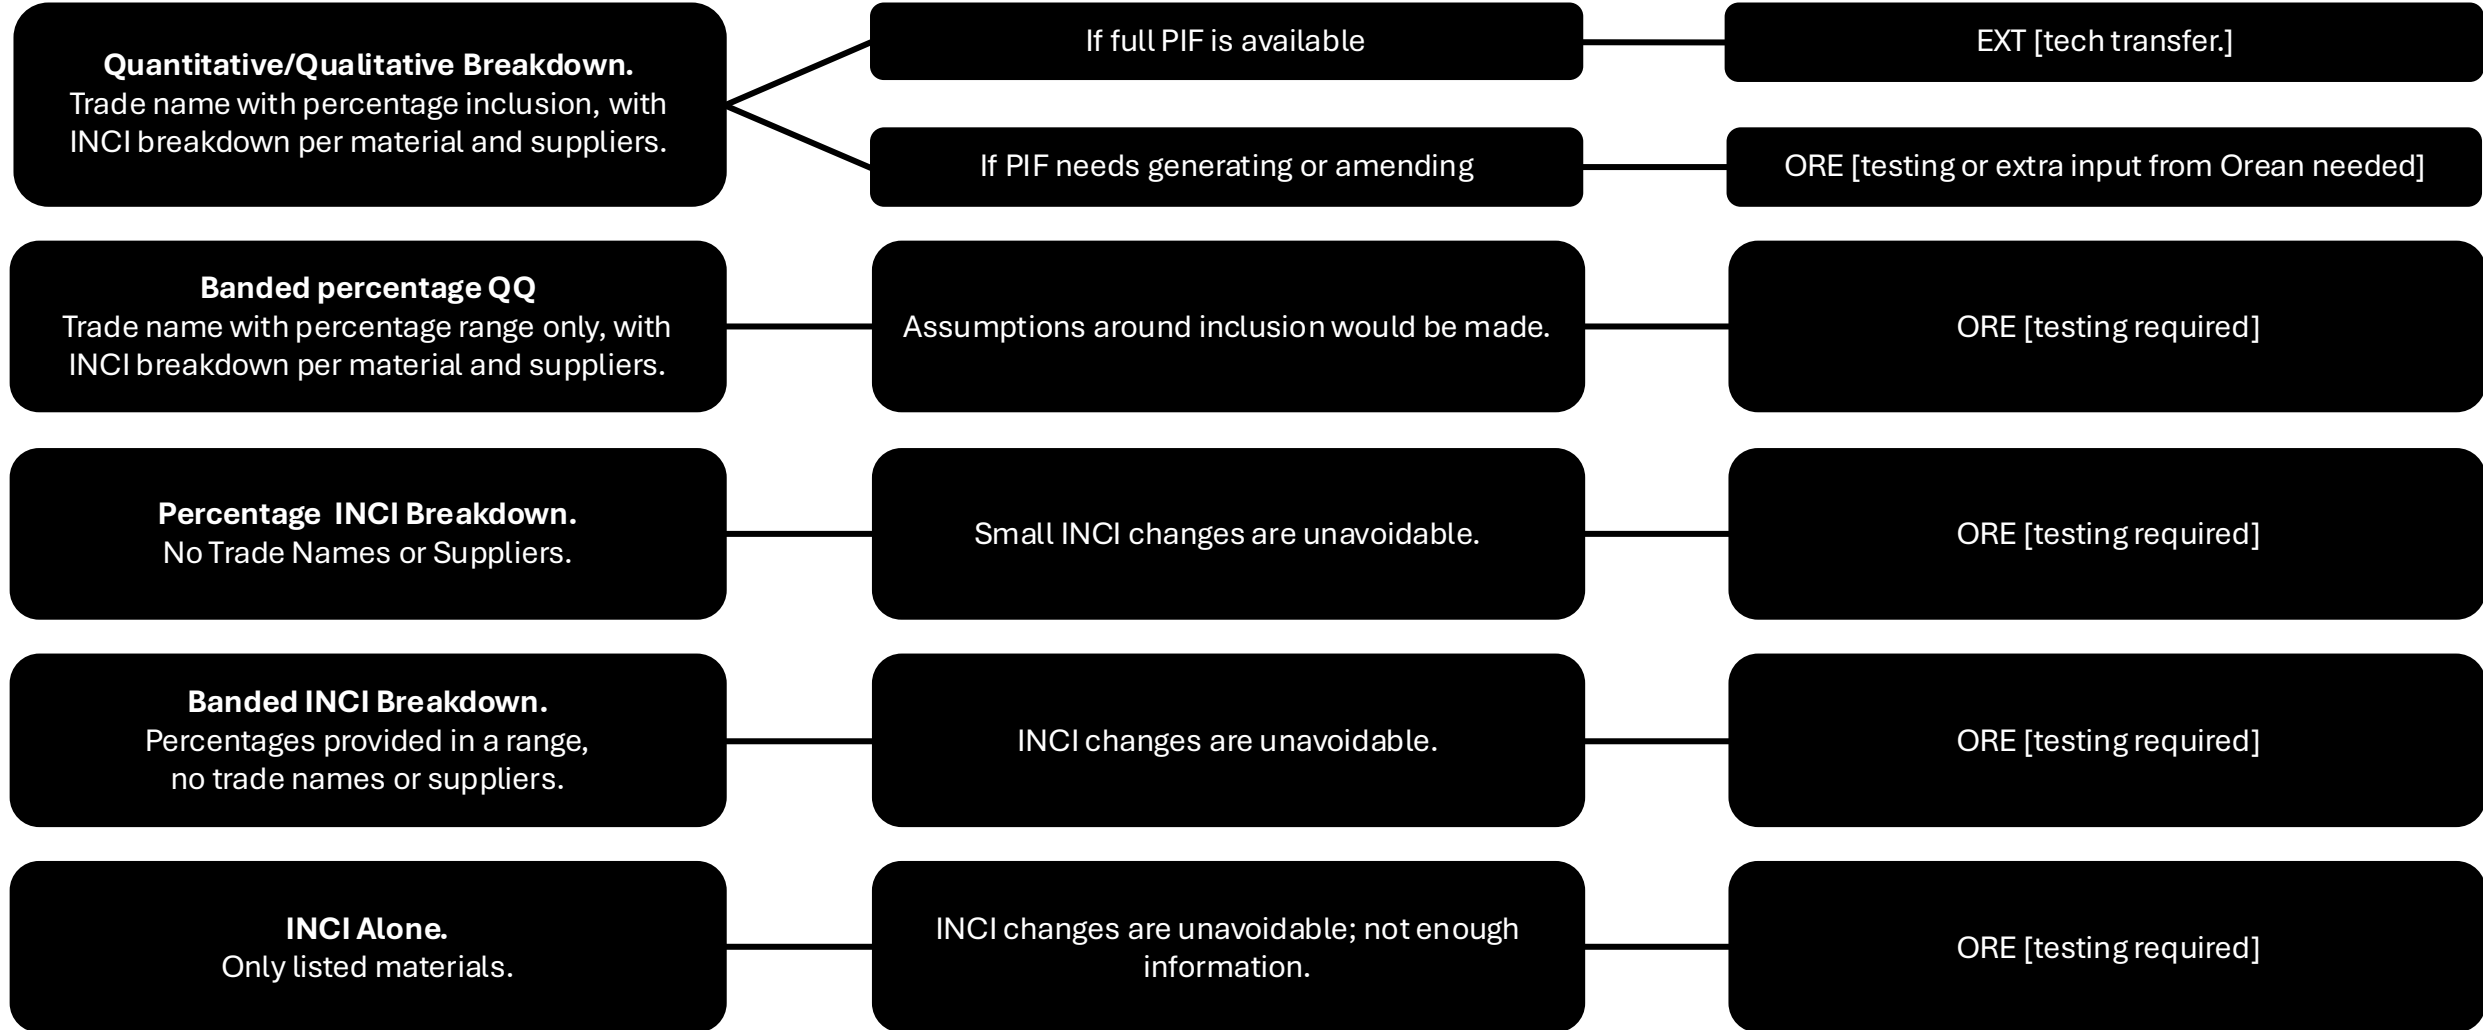 Quantitative/Qualitative Breakdown.
Trade name with percentage inclusion, with
INCI breakdown per material and suppliers.
If full PIF is available
EXT [tech transfer.]
If PIF needs generating or amending
ORE [testing or extra input from Orean needed]
Banded percentage QQ
Trade name with percentage range only, with
INCI breakdown per material and suppliers.
Assumptions around inclusion would be made.
ORE [testing required]
Percentage INCI Breakdown.
No Trade Names or Suppliers.
Small INCI changes are unavoidable.
ORE [testing required]
Banded INCI Breakdown.
Percentages provided in a range,
no trade names or suppliers.
INCI changes are unavoidable.
ORE [testing required]
INCI Alone.
Only listed materials.
INCI changes are unavoidable; not enough
information.
ORE [testing required]